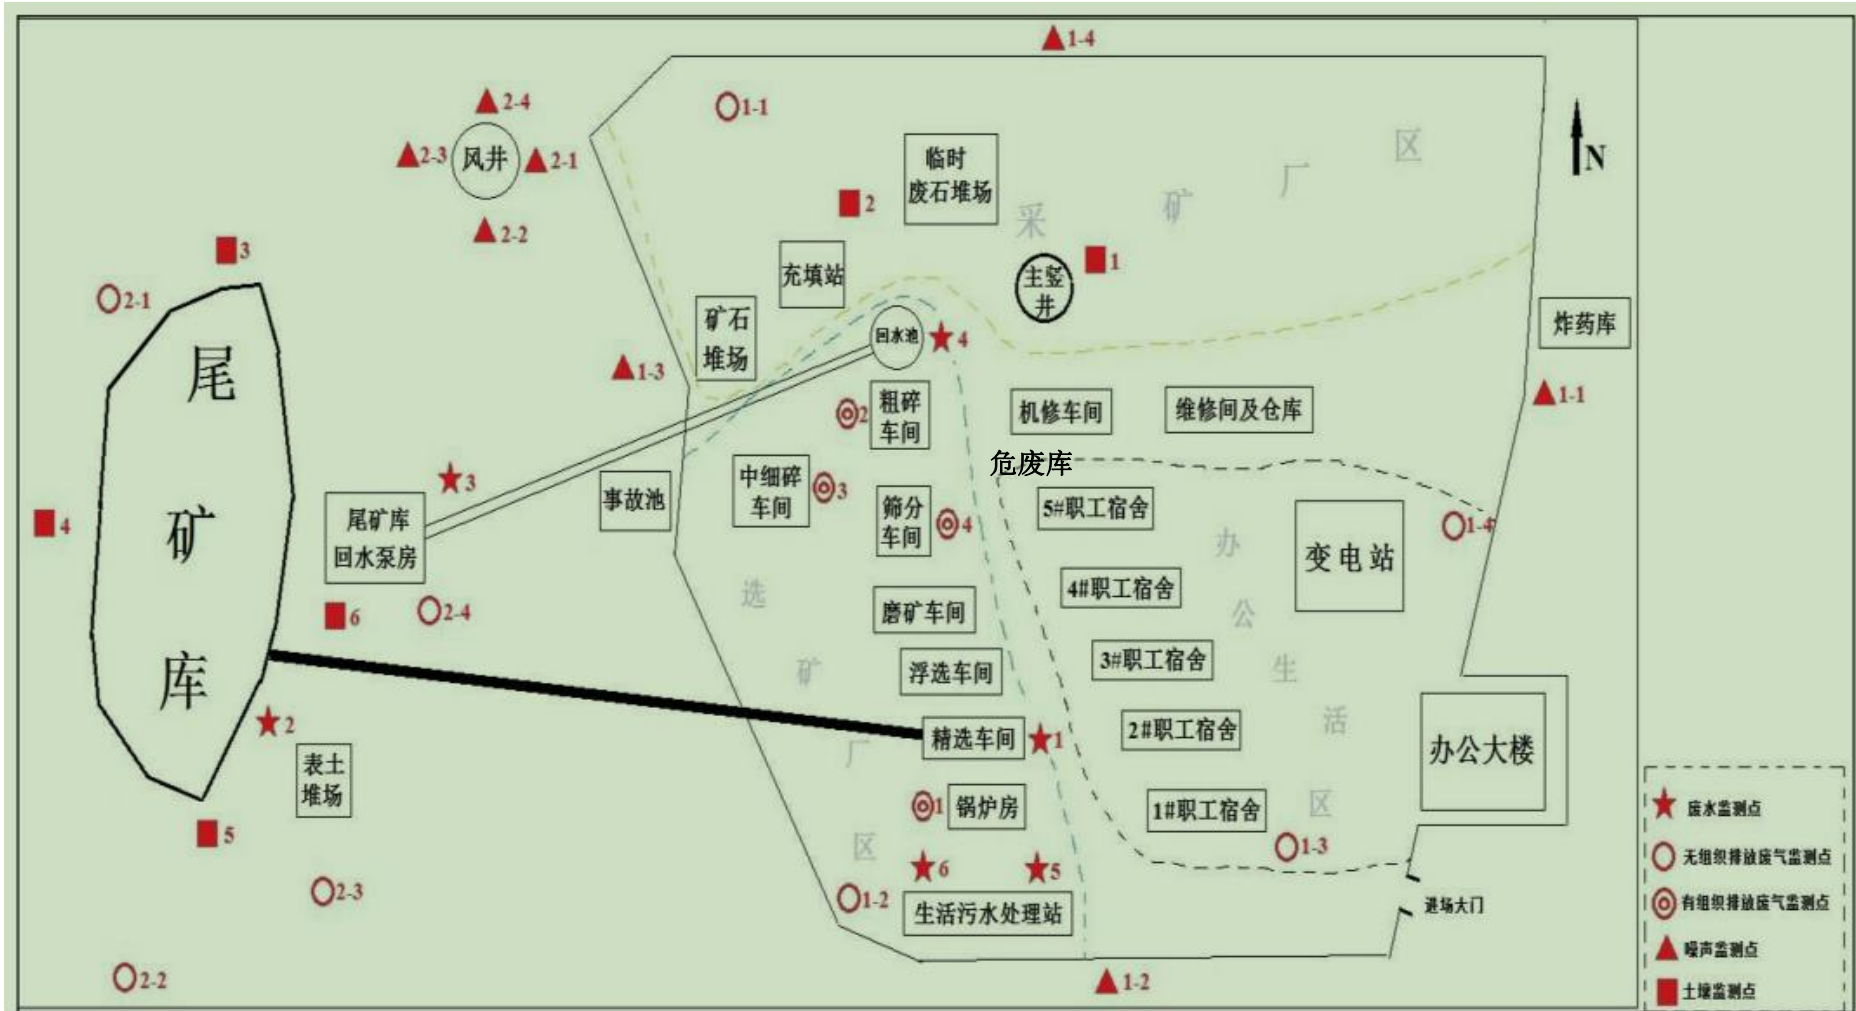 1-4
2-4
1-1
2-3
风井
2-1
2-2
临时
废石堆场
采矿厂区
N
2
3
充填站
主竖
井
1
2-1
矿石
堆场
回水池
4
炸药库
1-3
1-1
2
粗碎
车间
机修车间
维修间及仓库
危废库
尾矿库
3
中细碎
车间
3
事故池
筛分
车间
4
5#职工宿舍
变电站
1-4
4
尾矿库
回水泵房
6
2-4
4#职工宿舍
磨矿车间
选矿厂区
办公生活区
浮选车间
3#职工宿舍
2
精选车间
1
2#职工宿舍
办公大楼
表土
堆场
1
锅炉房
1#职工宿舍
5
1-3
6
5
2-3
1-2
生活污水处理站
进场大门
2-2
1-2
废水监测点
无组织排放废气监测点
有组织排放废气监测点
噪声监测点
土壤监测点